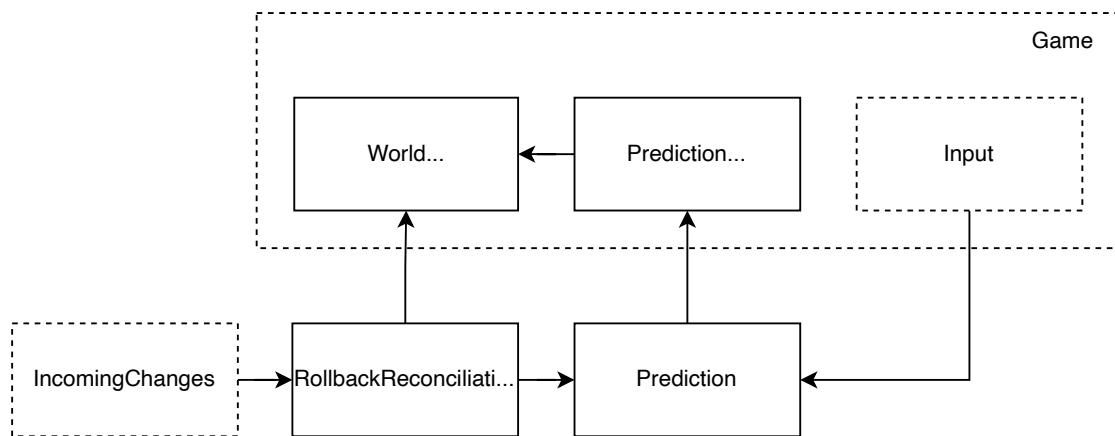 Game
World...
Prediction...
Input
IncomingChanges
RollbackReconciliati...
Prediction